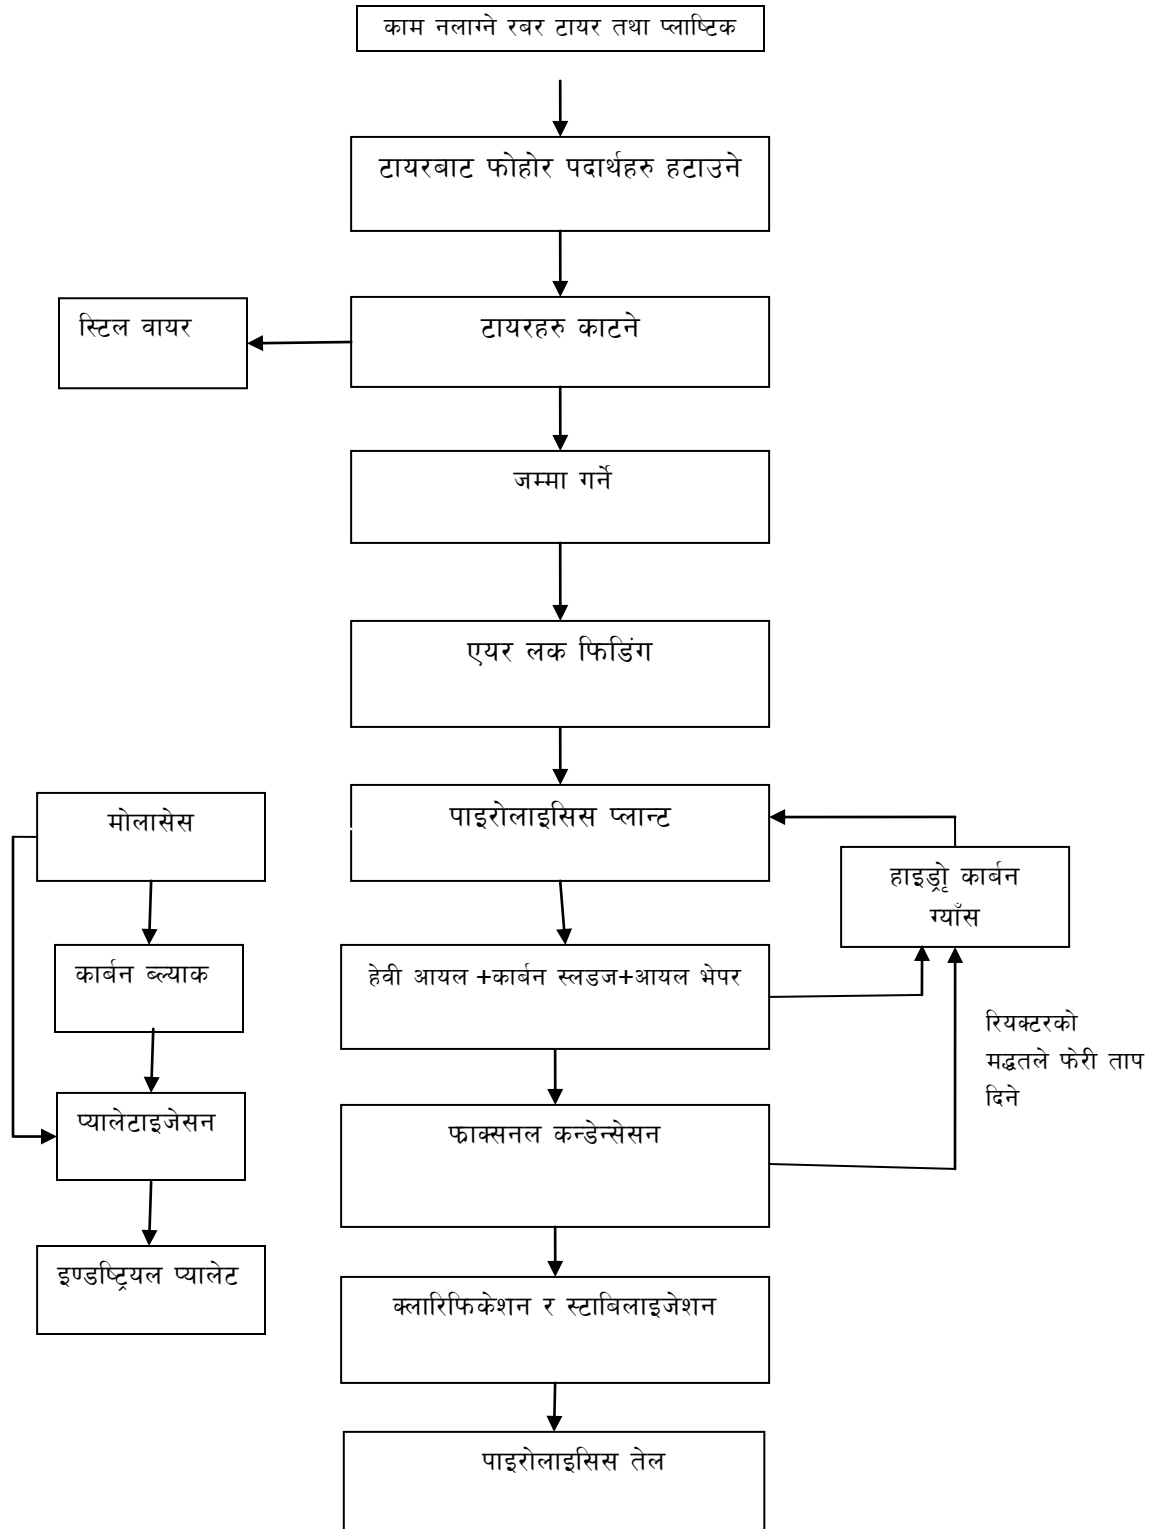 काम नलाग्ने रबर टायर तथा प्लाष्टिक
टायरबाट फोहोर पदार्थहरु हटाउने
स्टिल वायर
टायरहरु काटने
जम्मा गर्ने
एयर लक फिडिंग
पाइरोलाइसिस प्लान्ट
मोलासेस
हाइड्रो कार्बन
ग्याँस
कार्बन ब्ल्याक
हेवी आयल +कार्बन स्लडज+आयल भेपर
रियक्टरको
मद्धतले फेरी ताप
दिने
प्यालेटाइजेसन
फ्राक्सनल कन्डेन्सेसन
इण्डष्ट्रियल प्यालेट
क्लारिफिकेशन र स्टाबिलाइजेशन
पाइरोलाइसिस तेल